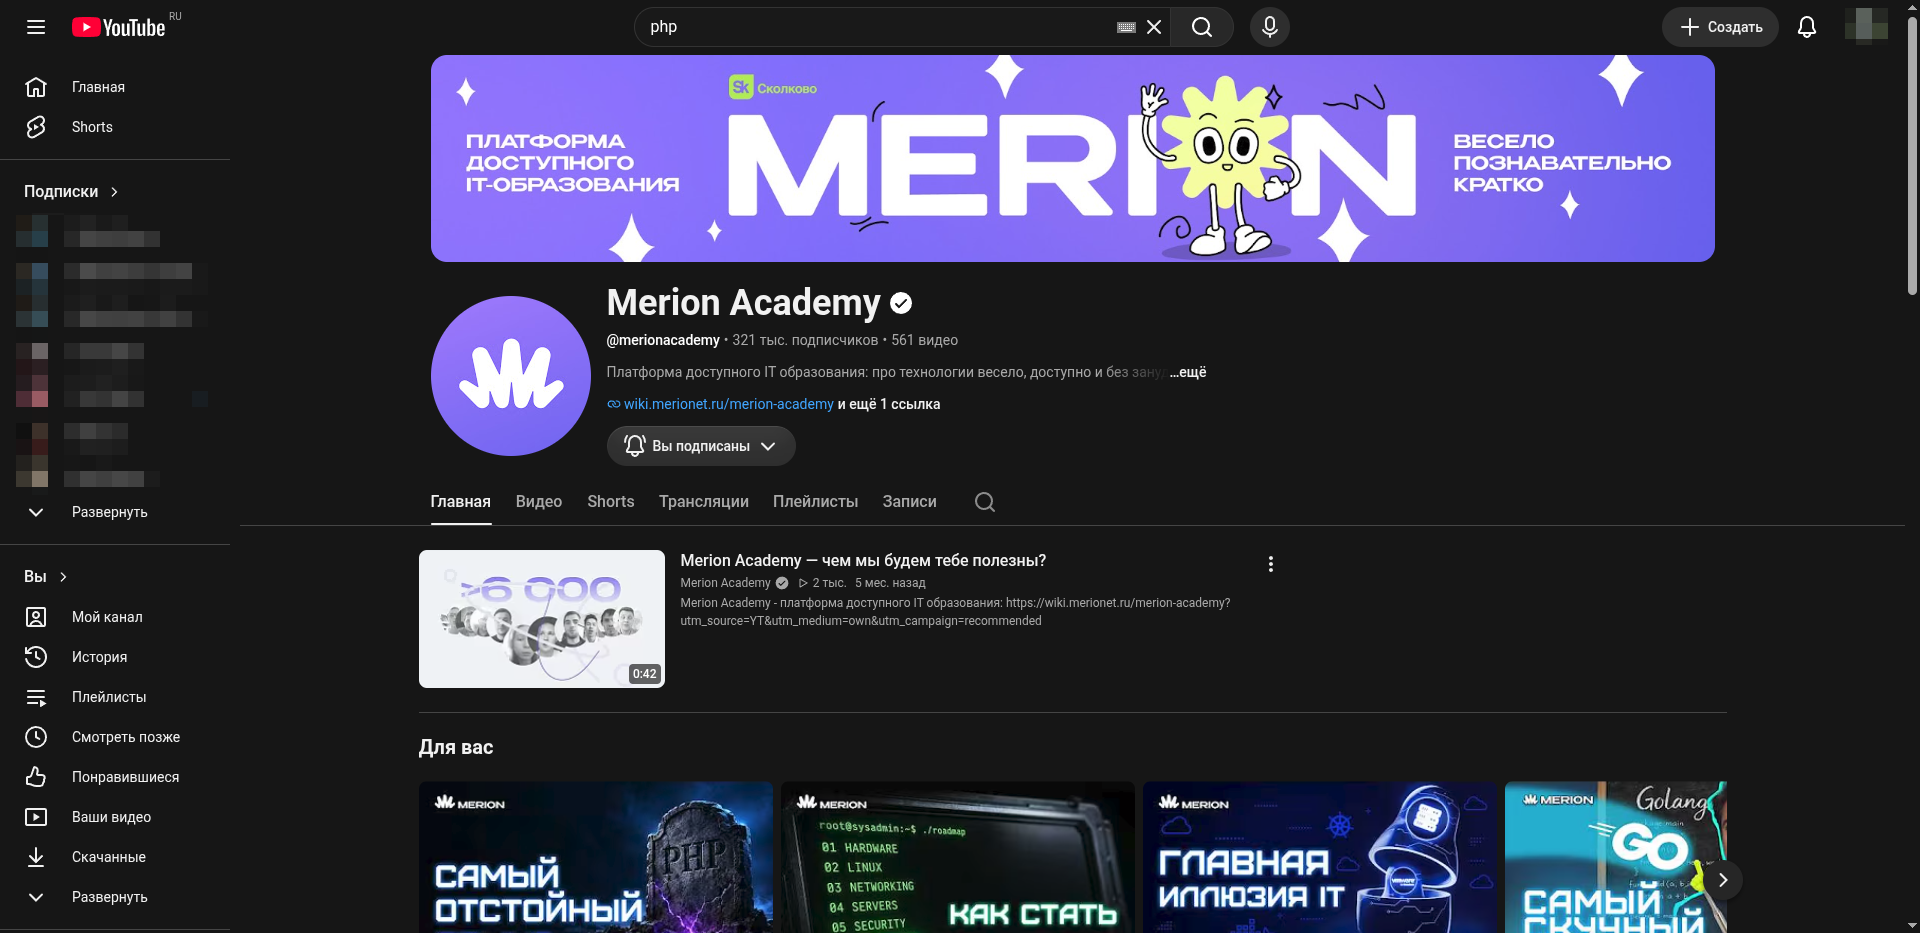 YouTube RU
php
Создать
Главная
Shorts
Подписки
Развернуть
Вы
Мой канал
История
Плейлисты
Смотреть позже
Понравившиеся
Ваши видео
Скачанные
Развернуть
Sk Сколково
ПЛАТФОРМА
ДОСТУПНОГО
IT-ОБРАЗОВАНИЯ
MERION
ВЕСЕЛО
ПОЗНАВАТЕЛЬНО
КРАТКО
Merion Academy
@merionacademy • 321 тыс. подписчиков • 561 видео
Платформа доступного IT образования: про технологии весело, доступно и без зану ...ещё
wiki.merionet.ru/merion-academy и ещё 1 ссылка
Вы подписаны
Главная Видео Shorts Трансляции Плейлисты Записи
6 000
0:42
Merion Academy — чем мы будем тебе полезны?
Merion Academy 2 тыс. 5 мес. назад
Merion Academy - платформа доступного IT образования: https://wiki.merionet.ru/merion-academy?
utm_source=YT&utm_medium=own&utm_campaign=recommended
Для вас
MERION
PHP
САМЫЙ
ОТСТОЙНЫЙ
MERION
root@sysadmin:~$ ./roadmap
01 HARDWARE
02 LINUX
03 NETWORKING
04 SERVERS
05 SECURITY
КАК СТАТЬ
MERION
ГЛАВНАЯ
ИЛЛЮЗИЯ IT
MERION
Golang
GO
САМЫЙ
СКУЧНЫЙ